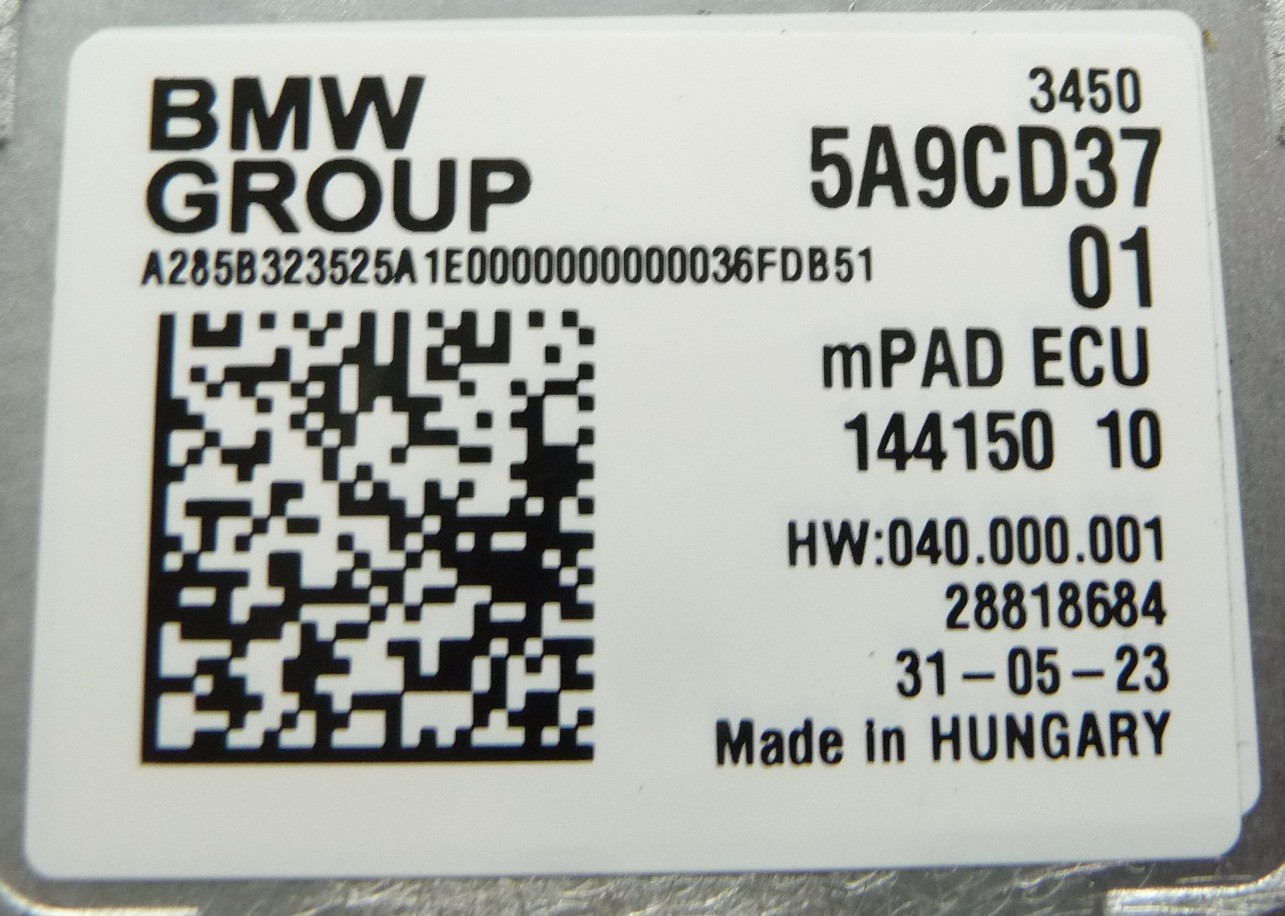 BMW
GROUP
A285B323525A1E0000000000036FDB51
3450
5A9CD37
01
mPAD ECU
144150 10
HW:040.000.001
28818684
31-05-23
Made in HUNGARY